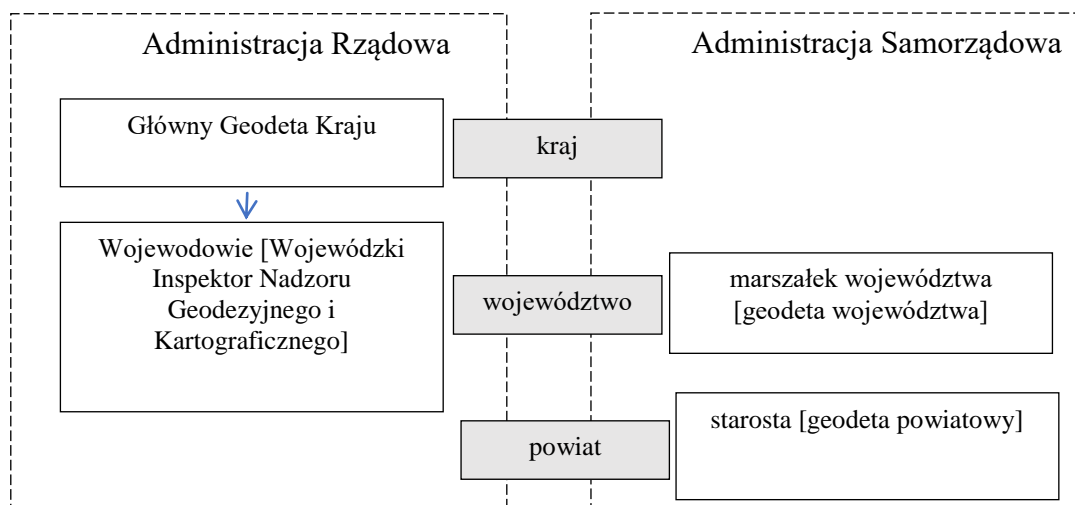 Administracja Rządowa
Administracja Samorządowa
Główny Geodeta Kraju
kraj
Wojewodowie [Wojewódzki
Inspektor Nadzoru
Geodezyjnego i
Kartograficznego]
województwo
marszałek województwa
[geodeta województwa]
powiat
starosta [geodeta powiatowy]